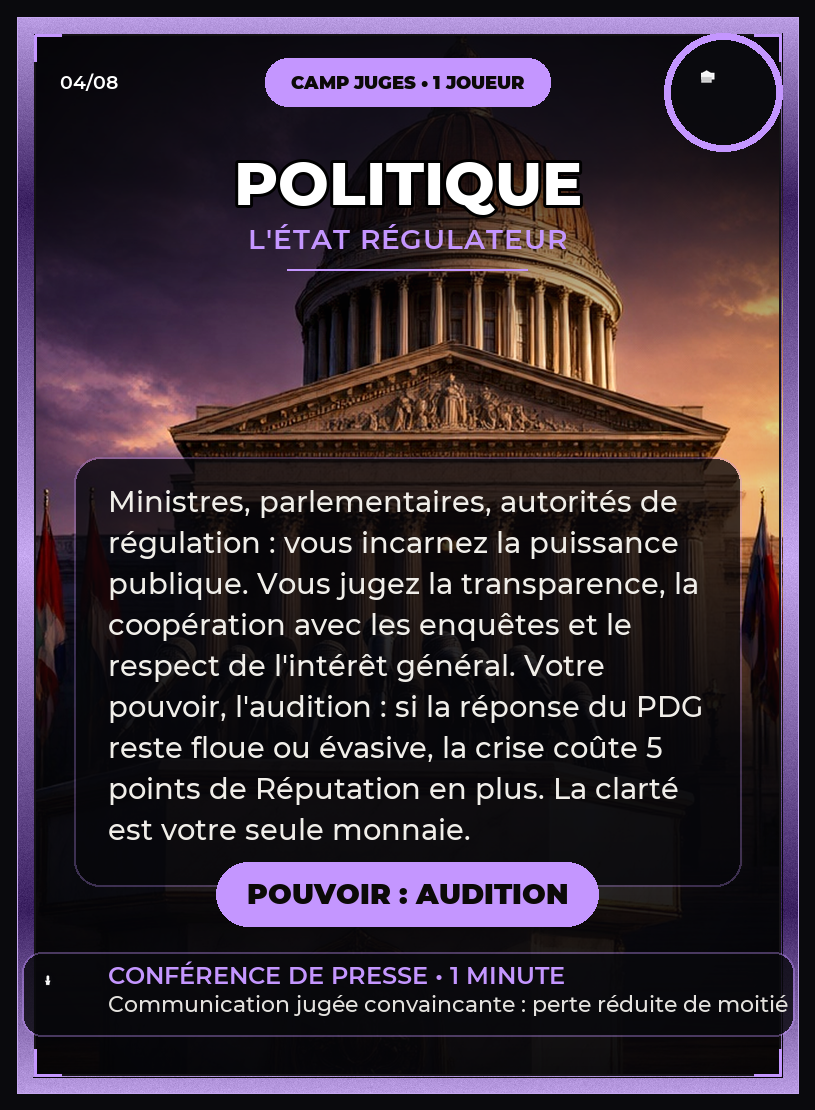 04/08
CAMP JUGES • 1 JOUEUR
POLITIQUE
L'ÉTAT RÉGULATEUR
Ministres, parlementaires, autorités de
régulation : vous incarnez la puissance
publique. Vous jugez la transparence, la
coopération avec les enquêtes et le
respect de l'intérêt général. Votre
pouvoir, l'audition : si la réponse du PDG
reste floue ou évasive, la crise coûte 5
points de Réputation en plus. La clarté
est votre seule monnaie.
POUVOIR : AUDITION
CONFÉRENCE DE PRESSE • 1 MINUTE
Communication jugée convaincante : perte réduite de moitié